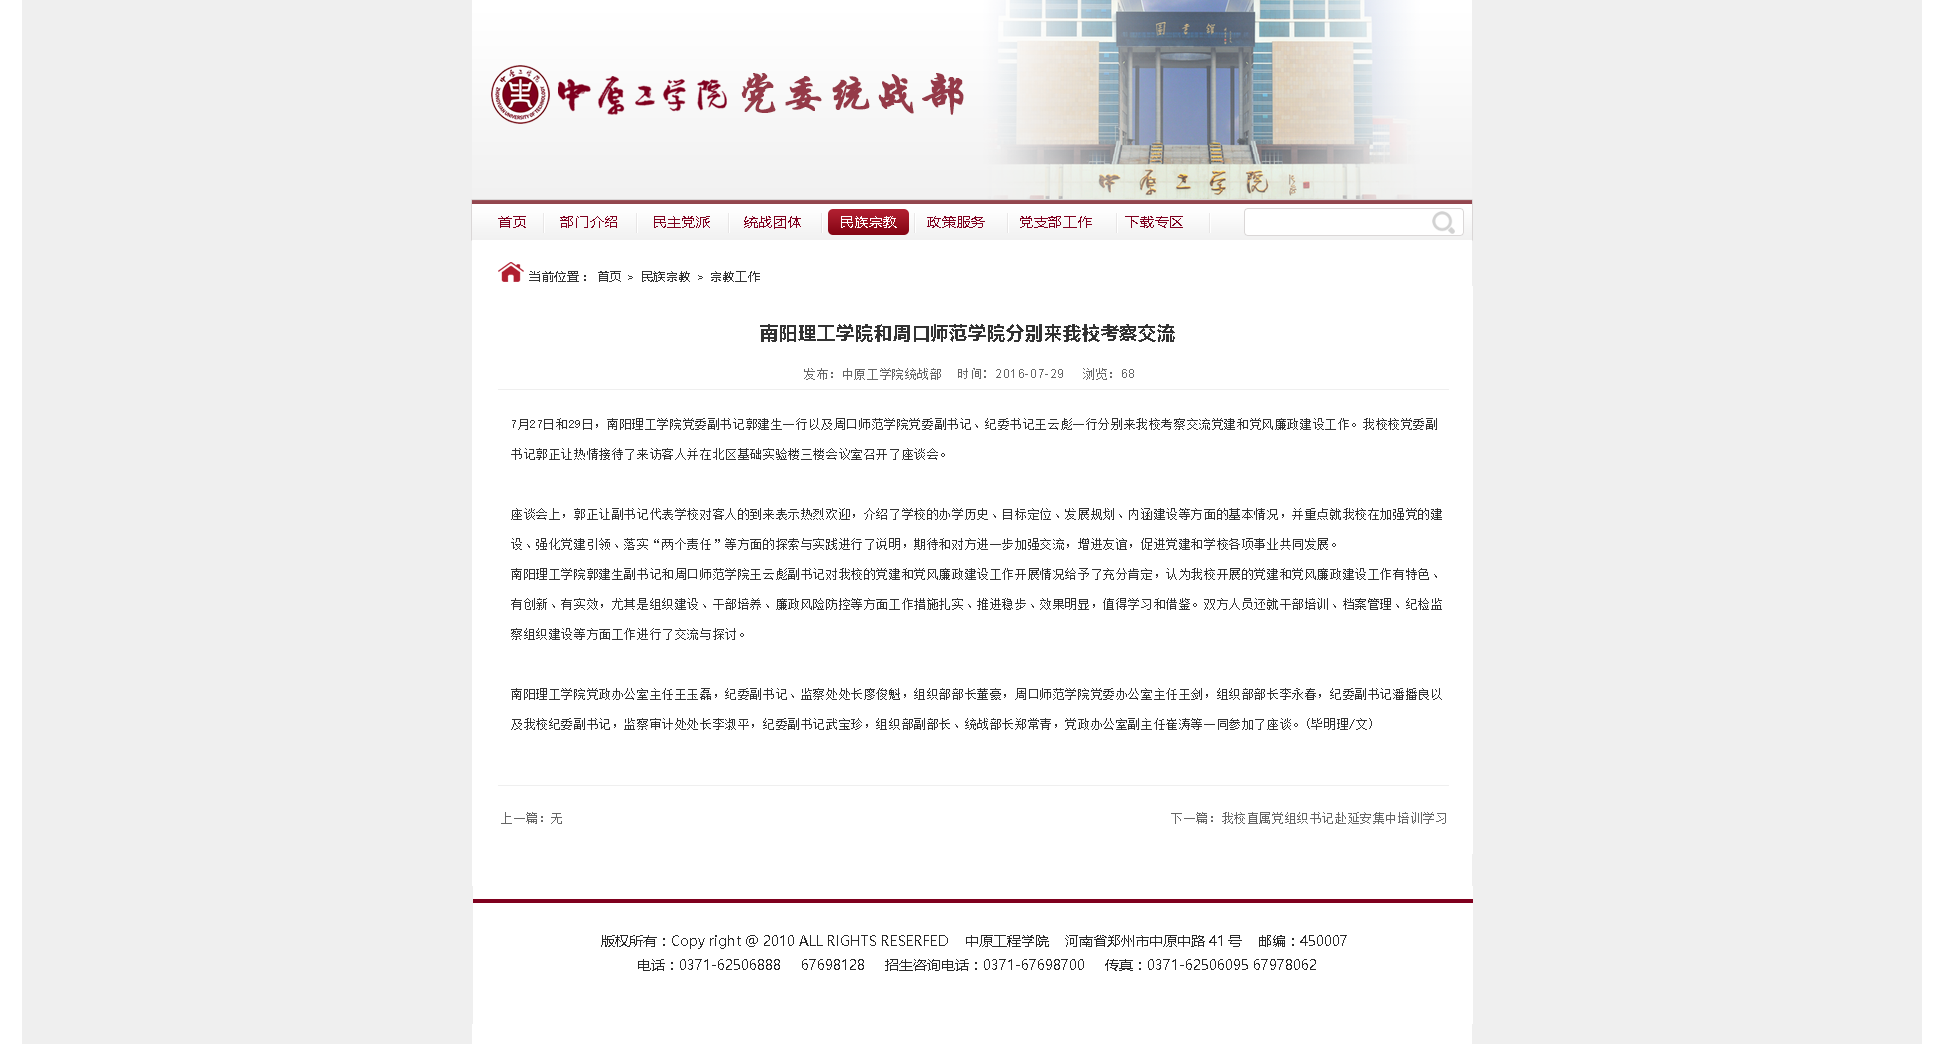 图书馆
中原工学院 党委统战部
ZHONGYUAN UNIVERSITY OF TECHNOLOGY
中原工学院
首页 部门介绍 民主党派 统战团体 民族宗教 政策服务 党支部工作 下载专区
当前位置： 首页 » 民族宗教 » 宗教工作
南阳理工学院和周口师范学院分别来我校考察交流
发布：中原工学院统战部 时间：2016-07-29 浏览：68
7月27日和29日，南阳理工学院党委副书记郭建生一行以及周口师范学院党委副书记、纪委书记王云彪一行分别来我校考察交流党建和党风廉政建设工作。我校校党委副
书记郭正让热情接待了来访客人并在北区基础实验楼三楼会议室召开了座谈会。
座谈会上，郭正让副书记代表学校对客人的到来表示热烈欢迎，介绍了学校的办学历史、目标定位、发展规划、内涵建设等方面的基本情况，并重点就我校在加强党的建
设、强化党建引领、落实“两个责任”等方面的探索与实践进行了说明，期待和对方进一步加强交流，增进友谊，促进党建和学校各项事业共同发展。
南阳理工学院郭建生副书记和周口师范学院王云彪副书记对我校的党建和党风廉政建设工作开展情况给予了充分肯定，认为我校开展的党建和党风廉政建设工作有特色、
有创新、有实效，尤其是组织建设、干部培养、廉政风险防控等方面工作措施扎实、推进稳步、效果明显，值得学习和借鉴。双方人员还就干部培训、档案管理、纪检监
察组织建设等方面工作进行了交流与探讨。
南阳理工学院党政办公室主任王玉磊，纪委副书记、监察处处长廖俊魁，组织部部长董豪，周口师范学院党委办公室主任王剑，组织部部长李永春，纪委副书记潘播良以
及我校纪委副书记，监察审计处处长李淑平，纪委副书记武宝珍，组织部副部长、统战部长郑常青，党政办公室副主任崔涛等一同参加了座谈。(毕明理/文)
上一篇：无 下一篇：我校直属党组织书记赴延安集中培训学习
版权所有：Copy right @ 2010 ALL RIGHTS RESERFED 中原工程学院 河南省郑州市中原中路 41 号 邮编：450007
电话：0371-62506888 67698128 招生咨询电话：0371-67698700 传真：0371-62506095 67978062